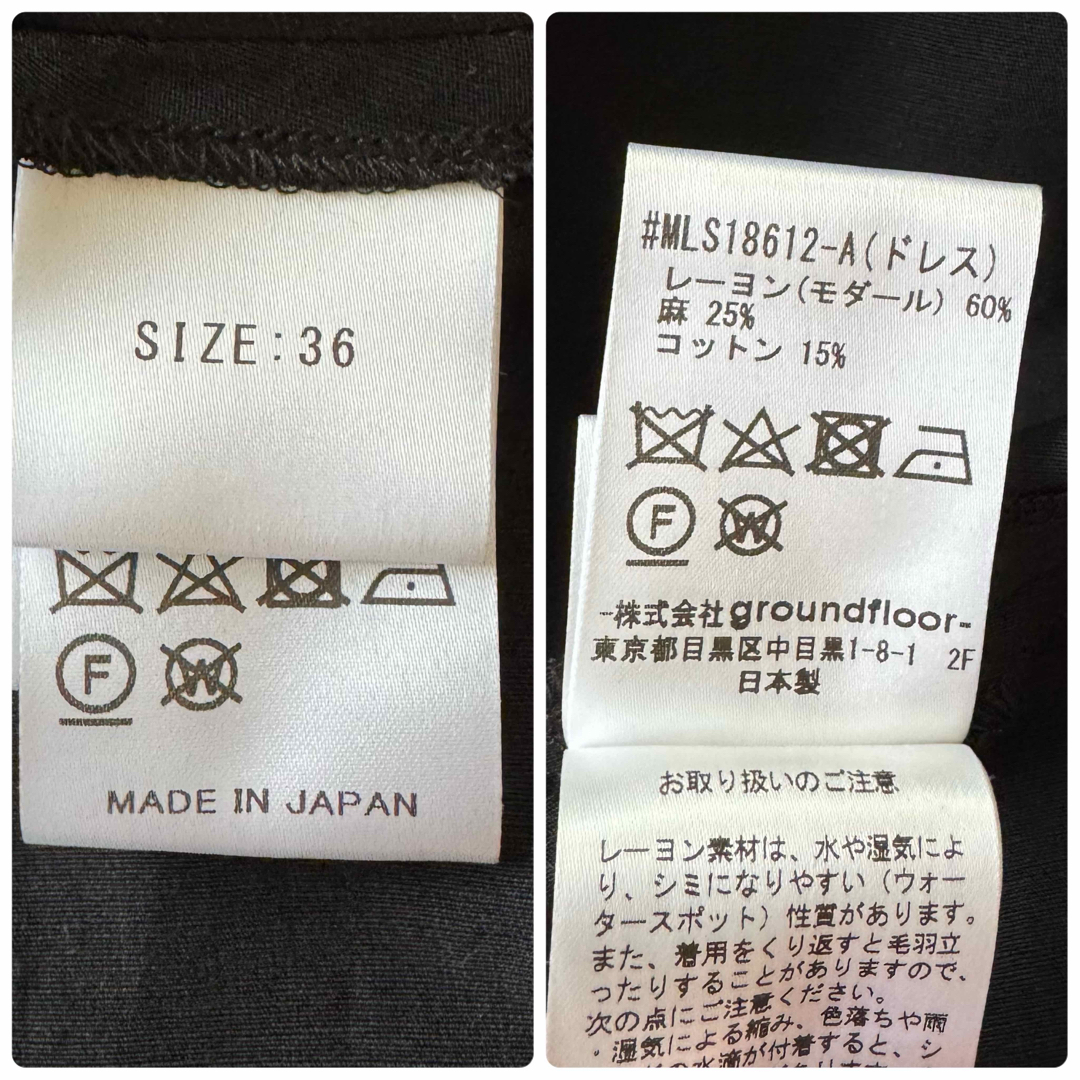 SIZE:36
F
W
MADE IN JAPAN
#MLS18612-A(ドレス)
レーヨン(モダール) 60%
麻 25%
コットン 15%
F
W
-株式会社groundfloor-
東京都目黒区中目黒1-8-1 2F
日本製
お取り扱いのご注意
レーヨン素材は、水や湿気によ
り、シミになりやすい（ウォー
タースポット）性質があります。
また、着用をくり返すと毛羽立
ったりすることがありますので、
次の点にご注意ください。
・湿気による縮み、色落ちや雨
の水滴が付着すると、シ